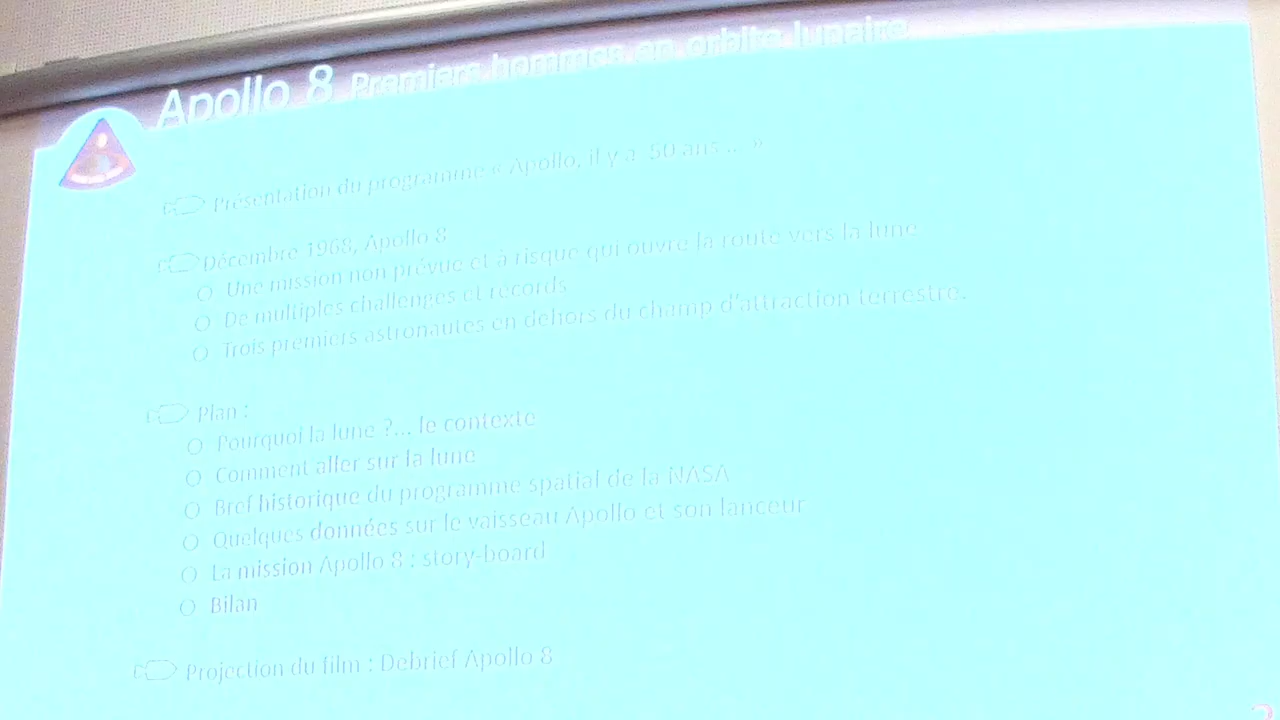 Apollo 8 Premiers hommes en orbite lunaire
Présentation du programme « Apollo, il y a 50 ans ... »
Décembre 1968, Apollo 8
Une mission non prévue et à risque qui ouvre la route vers la lune
De multiples challenges et records
Trois premiers astronautes en dehors du champ d'attraction terrestre.
Plan :
Pourquoi la lune ?... le contexte
Comment aller sur la lune
Bref historique du programme spatial de la NASA
Quelques données sur le vaisseau Apollo et son lanceur
La mission Apollo 8 : story-board
Bilan
Projection du film : Debrief Apollo 8